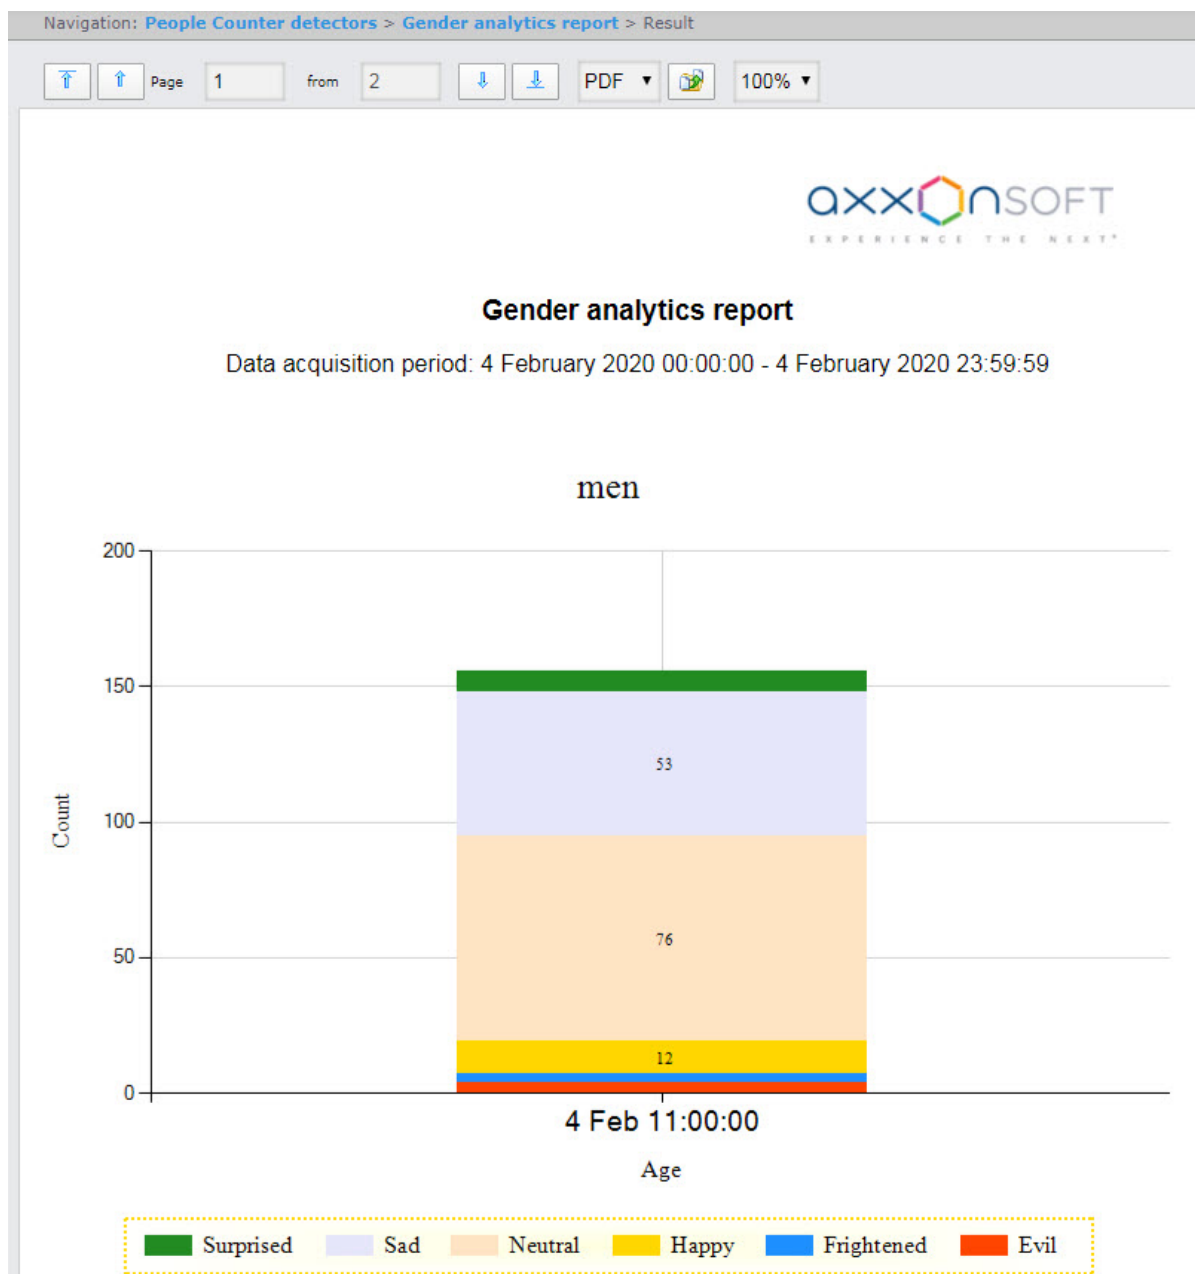 Navigation: People Counter detectors > Gender analytics report > Result
Page 1 from 2 PDF 100%
axxonsoft
EXPERIENCE THE NEXT
Gender analytics report
Data acquisition period: 4 February 2020 00:00:00 - 4 February 2020 23:59:59
men
200
150
53
Count
100
76
50
12
0
4 Feb 11:00:00
Age
Surprised Sad Neutral Happy Frightened Evil